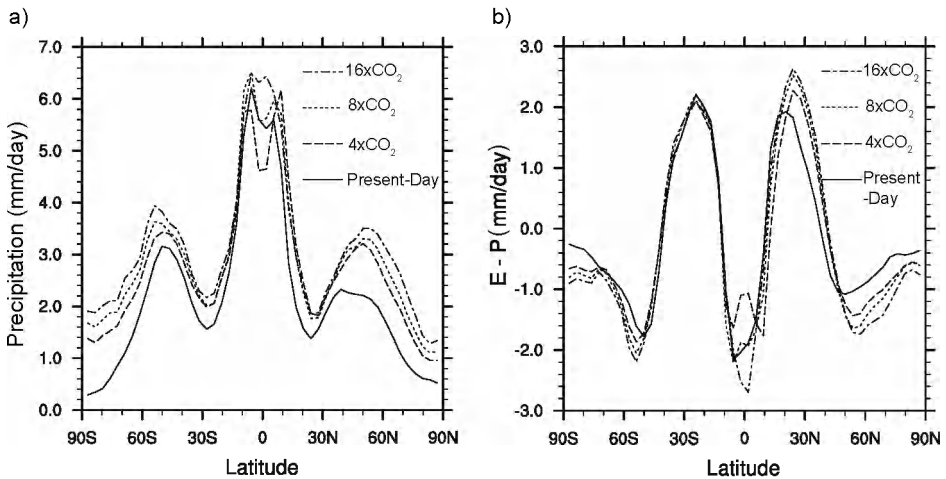 a)
Precipitation (mm/day)
7.0
6.0
5.0
4.0
3.0
2.0
1.0
0.0
16xCO₂
8xCO₂
4xCO₂
Present-Day
90S 60S 30S 0 30N 60N 90N
Latitude
b)
E - P (mm/day)
3.0
2.0
1.0
0.0
-1.0
-2.0
-3.0
16xCO₂
8xCO₂
4xCO₂
Present
-Day
90S 60S 30S 0 30N 60N 90N
Latitude